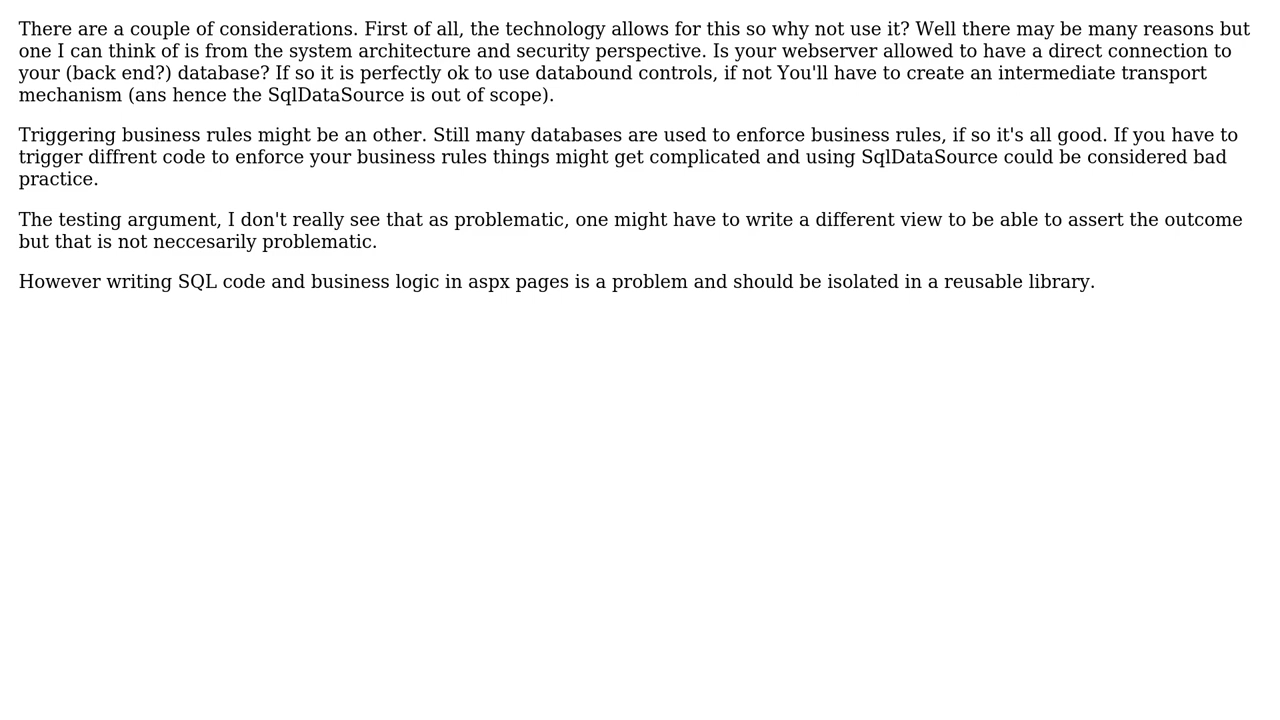 There are a couple of considerations. First of all, the technology allows for this so why not use it? Well there may be many reasons but
one I can think of is from the system architecture and security perspective. Is your webserver allowed to have a direct connection to
your (back end?) database? If so it is perfectly ok to use databound controls, if not You'll have to create an intermediate transport
mechanism (ans hence the SqlDataSource is out of scope).
Triggering business rules might be an other. Still many databases are used to enforce business rules, if so it's all good. If you have to
trigger diffrent code to enforce your business rules things might get complicated and using SqlDataSource could be considered bad
practice.
The testing argument, I don't really see that as problematic, one might have to write a different view to be able to assert the outcome
but that is not neccesarily problematic.
However writing SQL code and business logic in aspx pages is a problem and should be isolated in a reusable library.